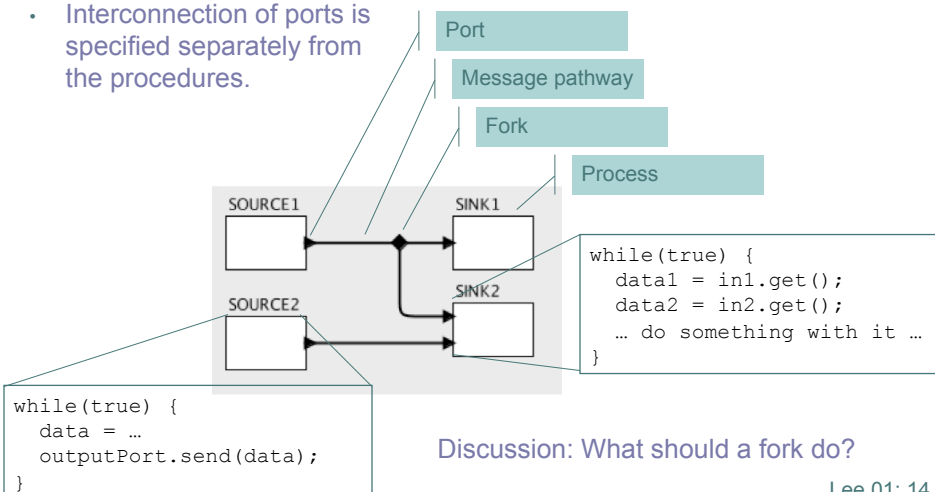 • Interconnection of ports is
specified separately from
the procedures.
Port
Message pathway
Fork
Process
SOURCE1
SINK1
SOURCE2
SINK2
while(true) {
data1 = in1.get();
data2 = in2.get();
… do something with it …
}
while(true) {
data = …
outputPort.send(data);
}
Discussion: What should a fork do?
Lee 01: 14